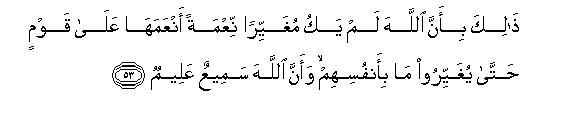 ذَٰلِكَ بِأَنَّ ٱللَّهَ لَمْ يَكُ مُغَيِّرًا نِّعْمَةً أَنْعَمَهَا عَلَىٰ قَوْمٍ
حَتَّىٰ يُغَيِّرُوا۟ مَا بِأَنفُسِهِمْ ۙ وَأَنَّ ٱللَّهَ سَمِيعٌ عَلِيمٌ ۝٥٣